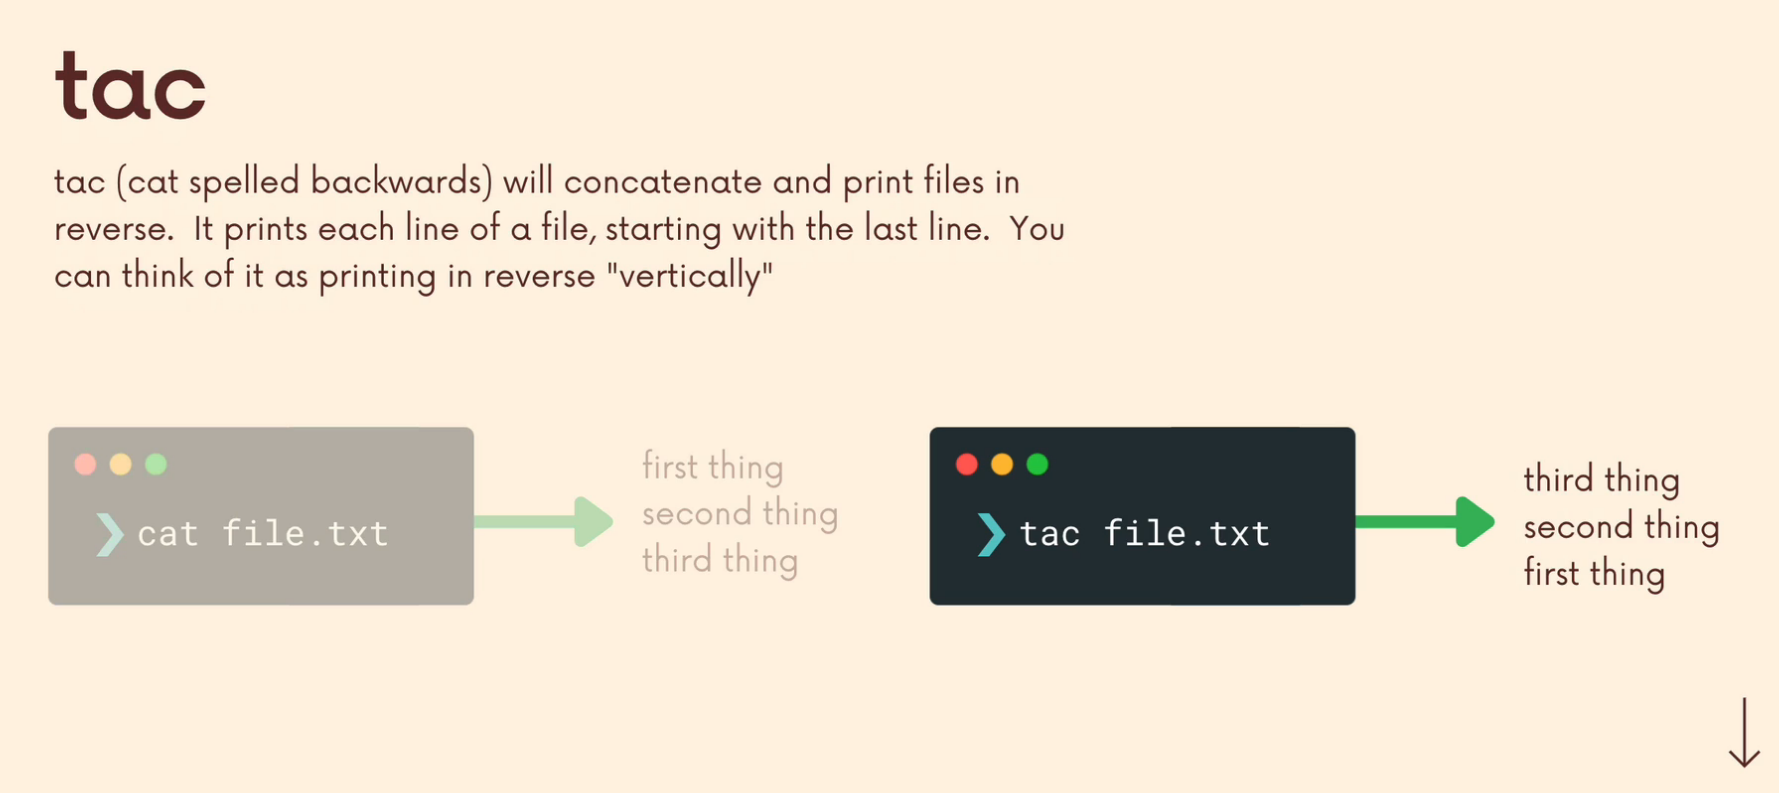 tac
tac (cat spelled backwards) will concatenate and print files in
reverse.  It prints each line of a file, starting with the last line.  You
can think of it as printing in reverse "vertically"
❯ cat file.txt
first thing
second thing
third thing
❯ tac file.txt
third thing
second thing
first thing